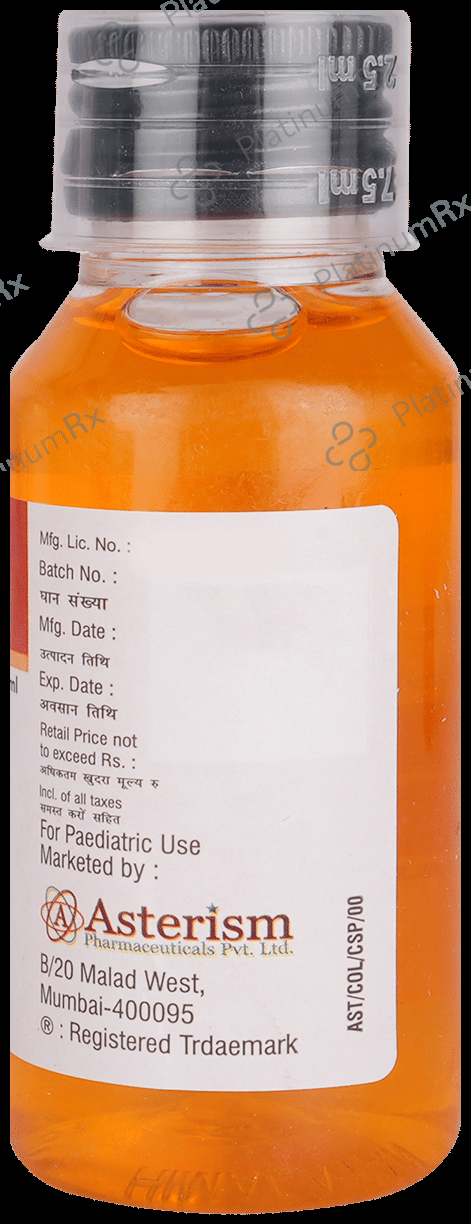 2.5 ml
7.5 ml
PlatinumRx
ml
Mfg. Lic. No. :
Batch No. :
घान संख्या
Mfg. Date :
उत्पादन तिथि
Exp. Date :
अवसान तिथि
Retail Price not
to exceed Rs. :
अधिकतम खुदरा मूल्य रु
Incl. of all taxes
समस्त करों सहित
For Paediatric Use
Marketed by :
A Asterism
Pharmaceuticals Pvt. Ltd.
B/20 Malad West,
Mumbai-400095
® : Registered Trdaemark
AST/COL/CSP/00